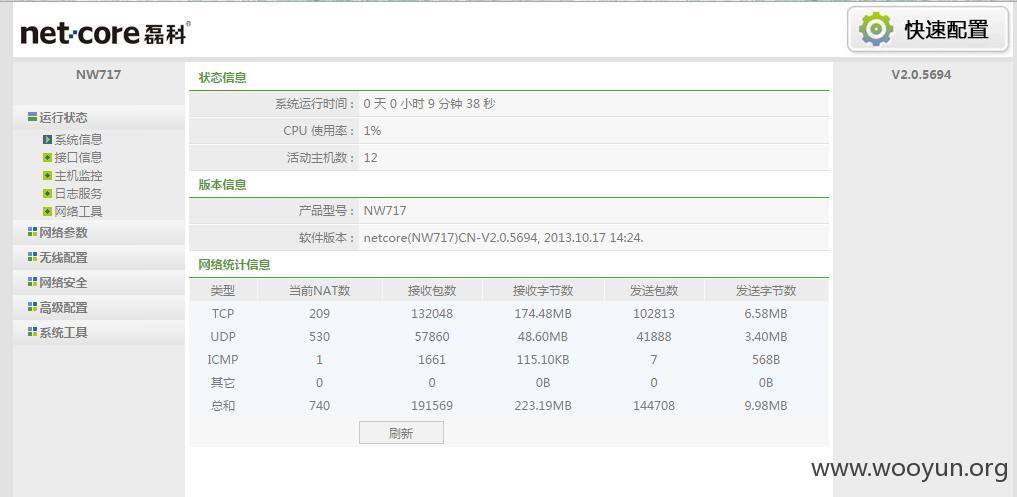 net-core 磊科®
快速配置
NW717
状态信息
V2.0.5694
系统运行时间： 0 天 0 小时 9 分钟 38 秒
运行状态
CPU 使用率： 1%
系统信息
接口信息
活动主机数： 12
主机监控
版本信息
日志服务
网络工具
产品型号： NW717
网络参数
软件版本： netcore(NW717)CN-V2.0.5694, 2013.10.17 14:24.
无线配置
网络统计信息
网络安全
类型 当前NAT数 接收包数 接收字节数 发送包数 发送字节数
高级配置
TCP 209 132048 174.48MB 102813 6.58MB
系统工具
UDP 530 57860 48.60MB 41888 3.40MB
ICMP 1 1661 115.10KB 7 568B
其它 0 0 0B 0 0B
总和 740 191569 223.19MB 144708 9.98MB
刷新
www.wooyun.org